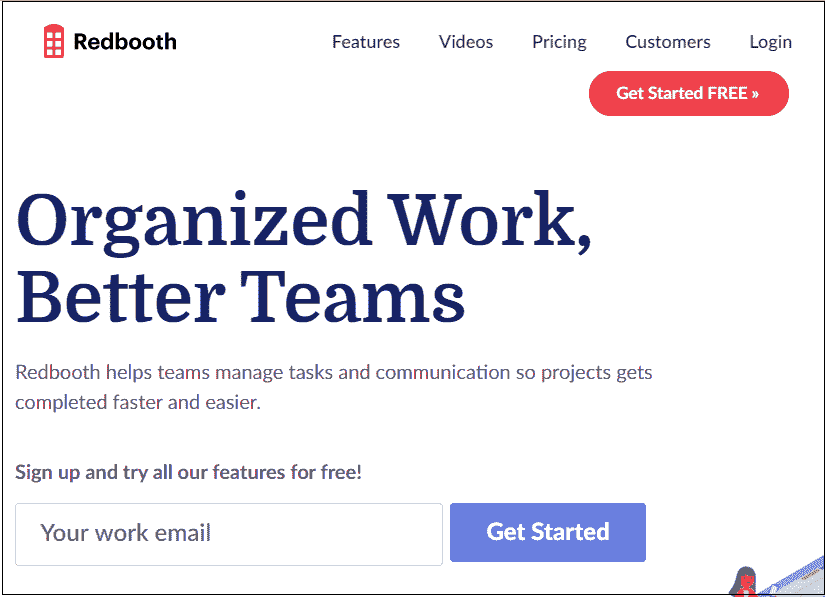 Redbooth
Features Videos Pricing Customers Login
Get Started FREE »
Organized Work,
Better Teams
Redbooth helps teams manage tasks and communication so projects gets
completed faster and easier.
Sign up and try all our features for free!
Your work email
Get Started